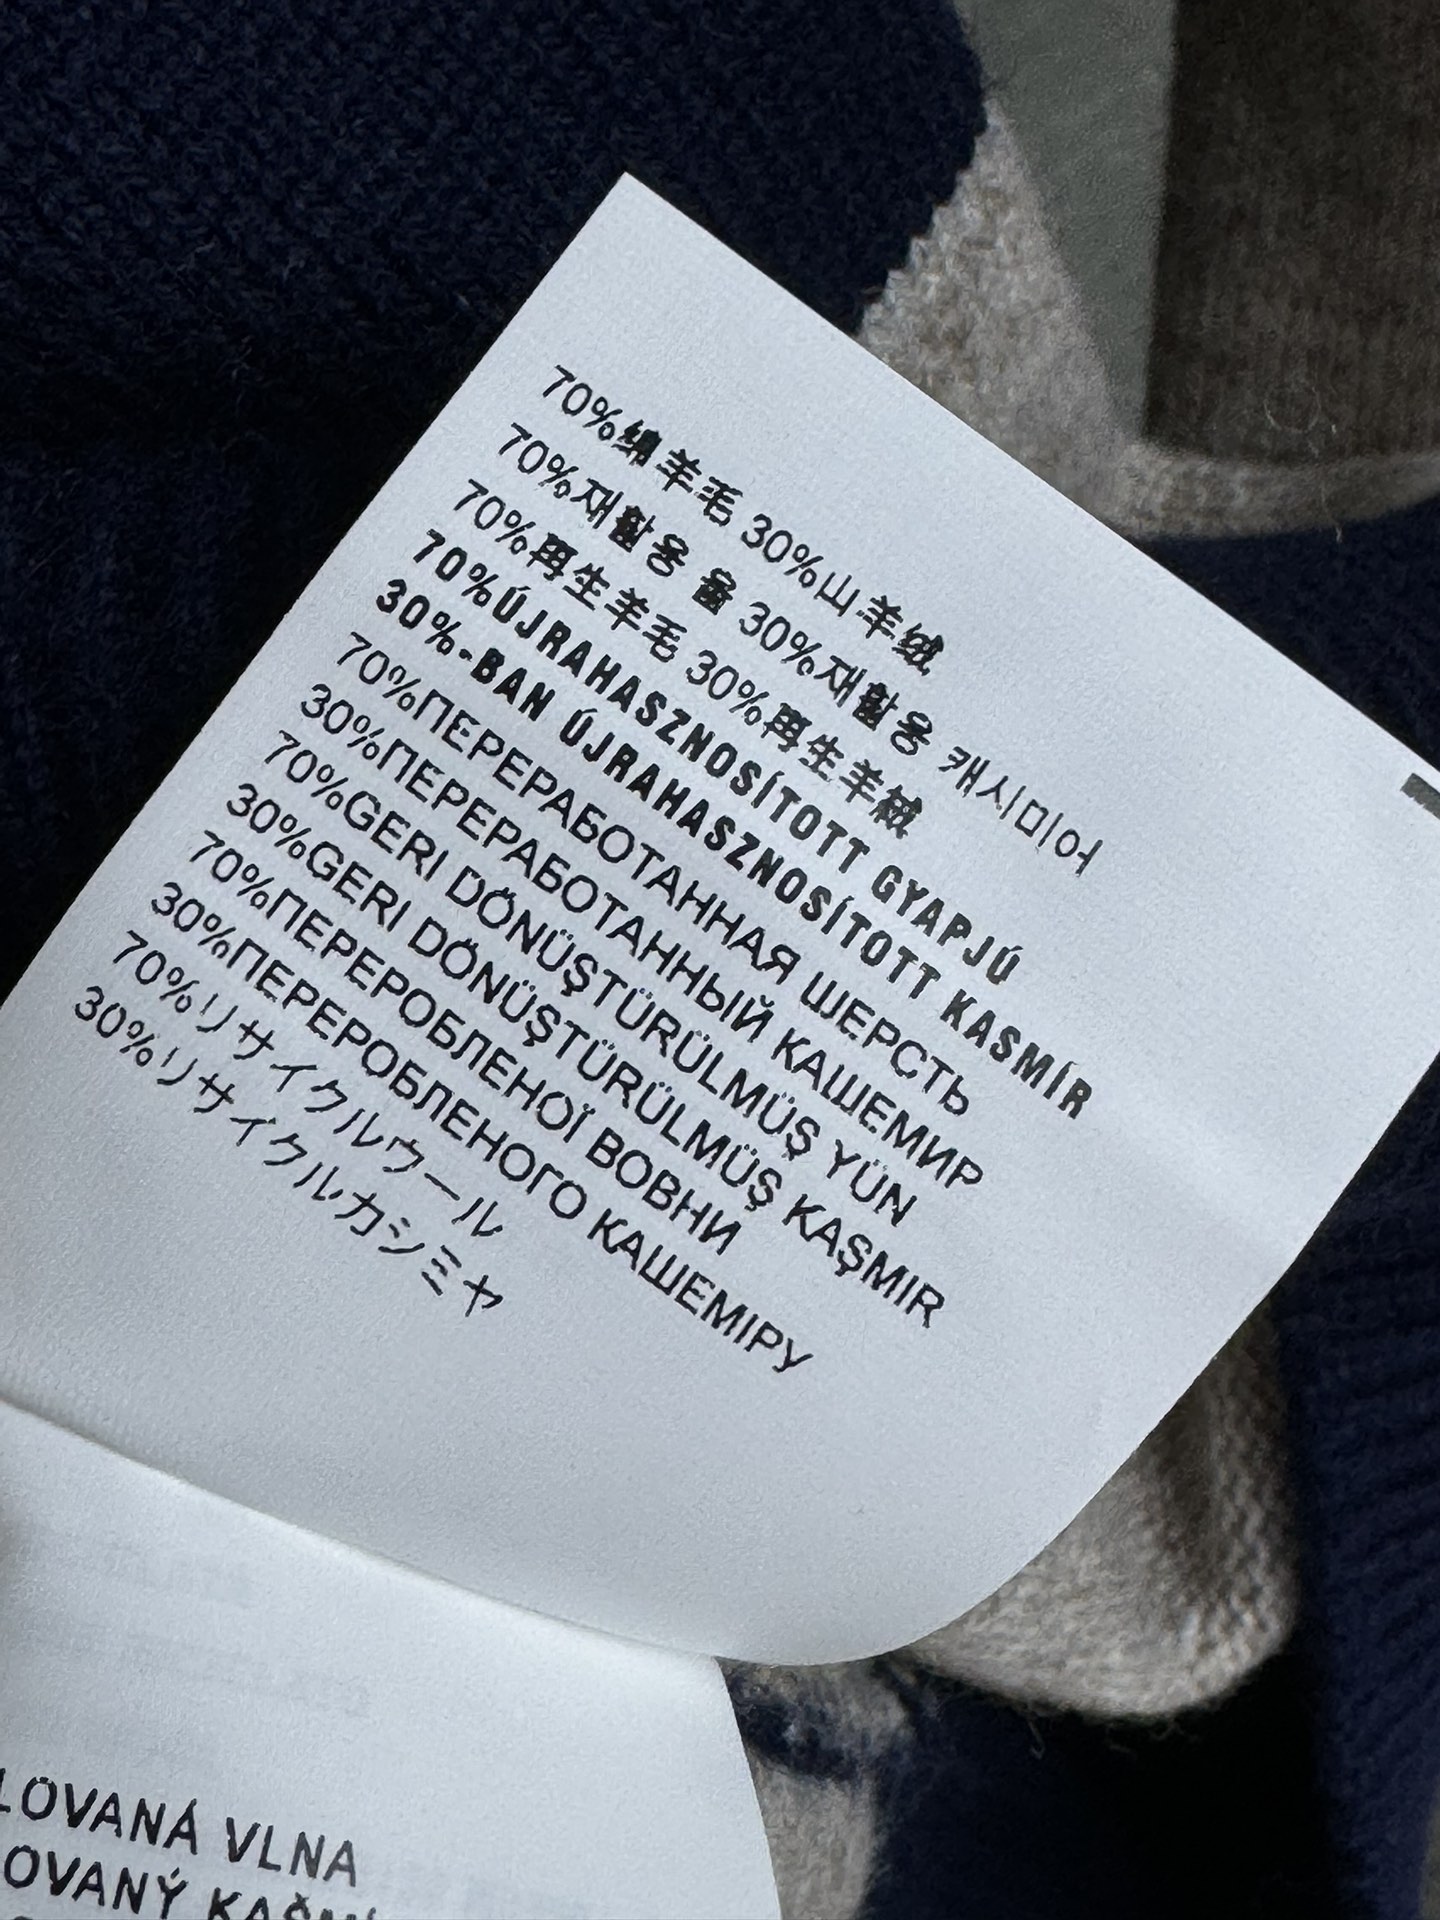 70%绵羊毛 30%山羊绒
70%재활용 울 30%재활용 캐시미어
70%再生羊毛 30%再生羊絨
70%ÚJRAHASZNOSÍTOTT GYAPJÚ
30%-BAN ÚJRAHASZNOSÍTOTT KASMÍR
70%ПЕРЕРАБОТАННАЯ ШЕРСТЬ
30%ПЕРЕРАБОТАННЫЙ КАШЕМИР
70%GERI DÖNÜŞTÜRÜLMÜŞ YÜN
30%GERI DÖNÜŞTÜRÜLMÜŞ KAŞMIR
70%ПЕРЕРОБЛЕНОЇ ВОВНИ
30%ПЕРЕРОБЛЕНОГО КАШЕМІРУ
70%リサイクルウール
30%リサイクルカシミヤ
LOVANÁ VLNA
OVANÝ